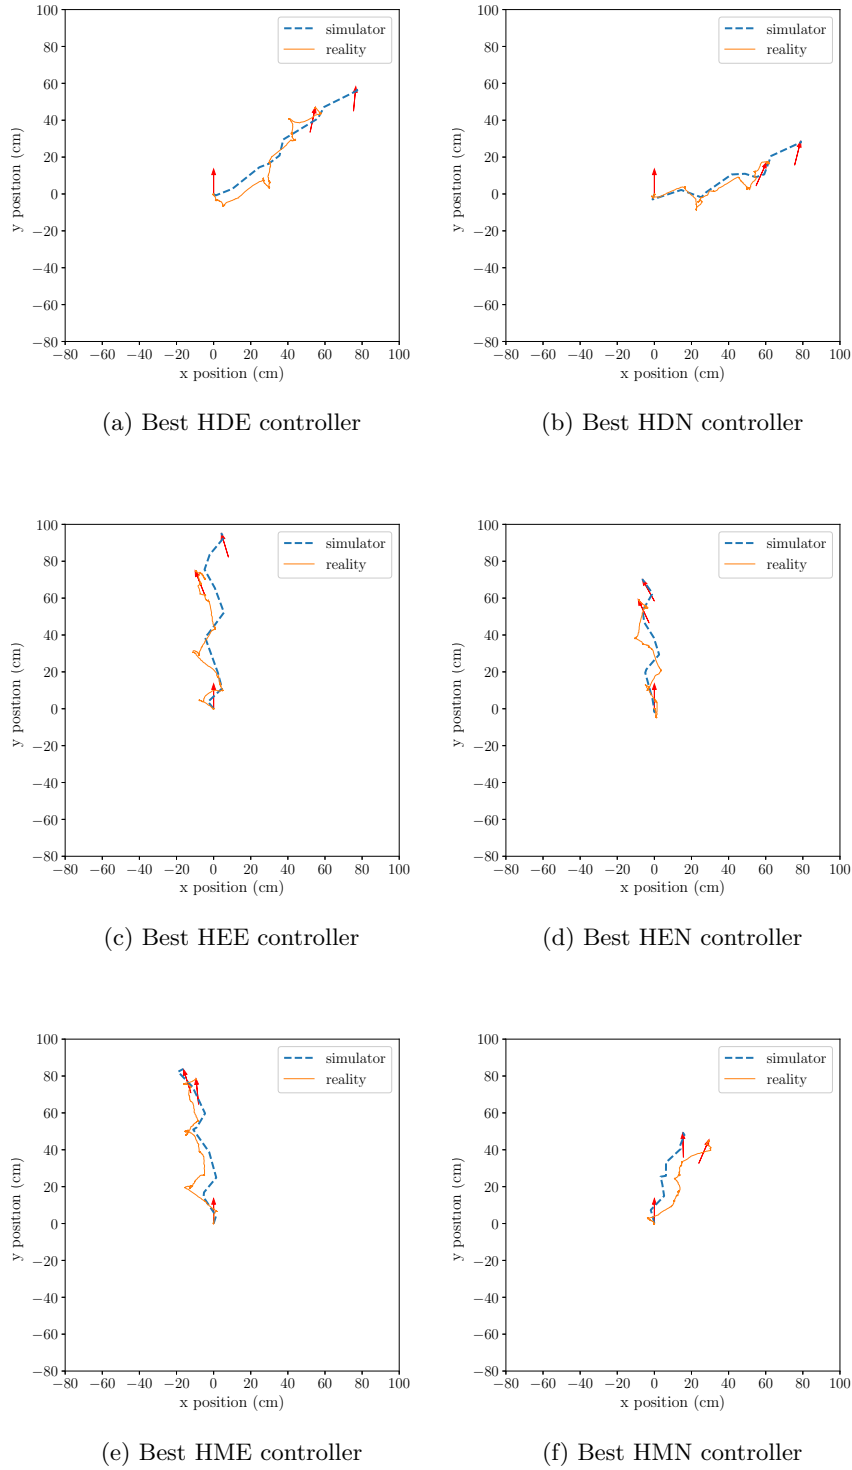 100
80
60
40
20
0
−20
−40
−60
−80
y position (cm)
simulator
reality
−80 −60 −40 −20 0 20 40 60 80 100
x position (cm)
(a) Best HDE controller
100
80
60
40
20
0
−20
−40
−60
−80
y position (cm)
simulator
reality
−80 −60 −40 −20 0 20 40 60 80 100
x position (cm)
(b) Best HDN controller
100
80
60
40
20
0
−20
−40
−60
−80
y position (cm)
simulator
reality
−80 −60 −40 −20 0 20 40 60 80 100
x position (cm)
(c) Best HEE controller
100
80
60
40
20
0
−20
−40
−60
−80
y position (cm)
simulator
reality
−80 −60 −40 −20 0 20 40 60 80 100
x position (cm)
(d) Best HEN controller
100
80
60
40
20
0
−20
−40
−60
−80
y position (cm)
simulator
reality
−80 −60 −40 −20 0 20 40 60 80 100
x position (cm)
(e) Best HME controller
100
80
60
40
20
0
−20
−40
−60
−80
y position (cm)
simulator
reality
−80 −60 −40 −20 0 20 40 60 80 100
x position (cm)
(f) Best HMN controller